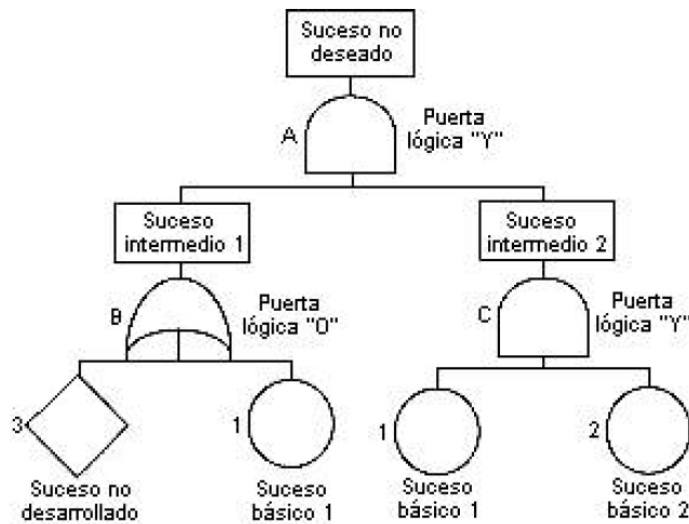 Suceso no
deseado
A
Puerta
lógica "Y"
Suceso
intermedio 1
Suceso
intermedio 2
B
Puerta
lógica "O"
C
Puerta
lógica "Y"
3
1
1
2
Suceso no
desarrollado
Suceso
básico 1
Suceso
básico 1
Suceso
básico 2